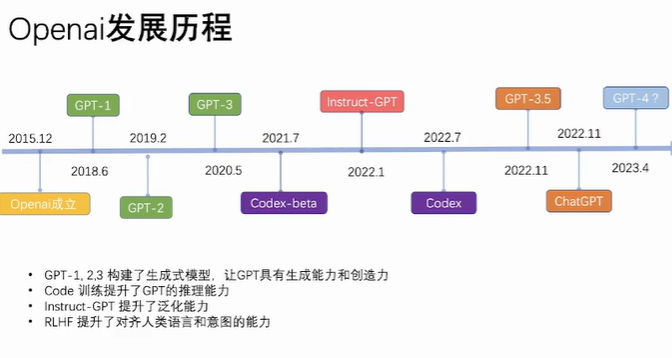 Openai发展历程
GPT-1
GPT-3
Instruct-GPT
GPT-3.5
GPT-4？
2015.12
2019.2
2021.7
2022.7
2022.11
2018.6
2020.5
2022.1
2022.11
2023.4
Openai成立
GPT-2
Codex-beta
Codex
ChatGPT
• GPT-1, 2,3 构建了生成式模型，让GPT具有生成能力和创造力
• Code 训练提升了GPT的推理能力
• Instruct-GPT 提升了泛化能力
• RLHF 提升了对齐人类语言和意图的能力